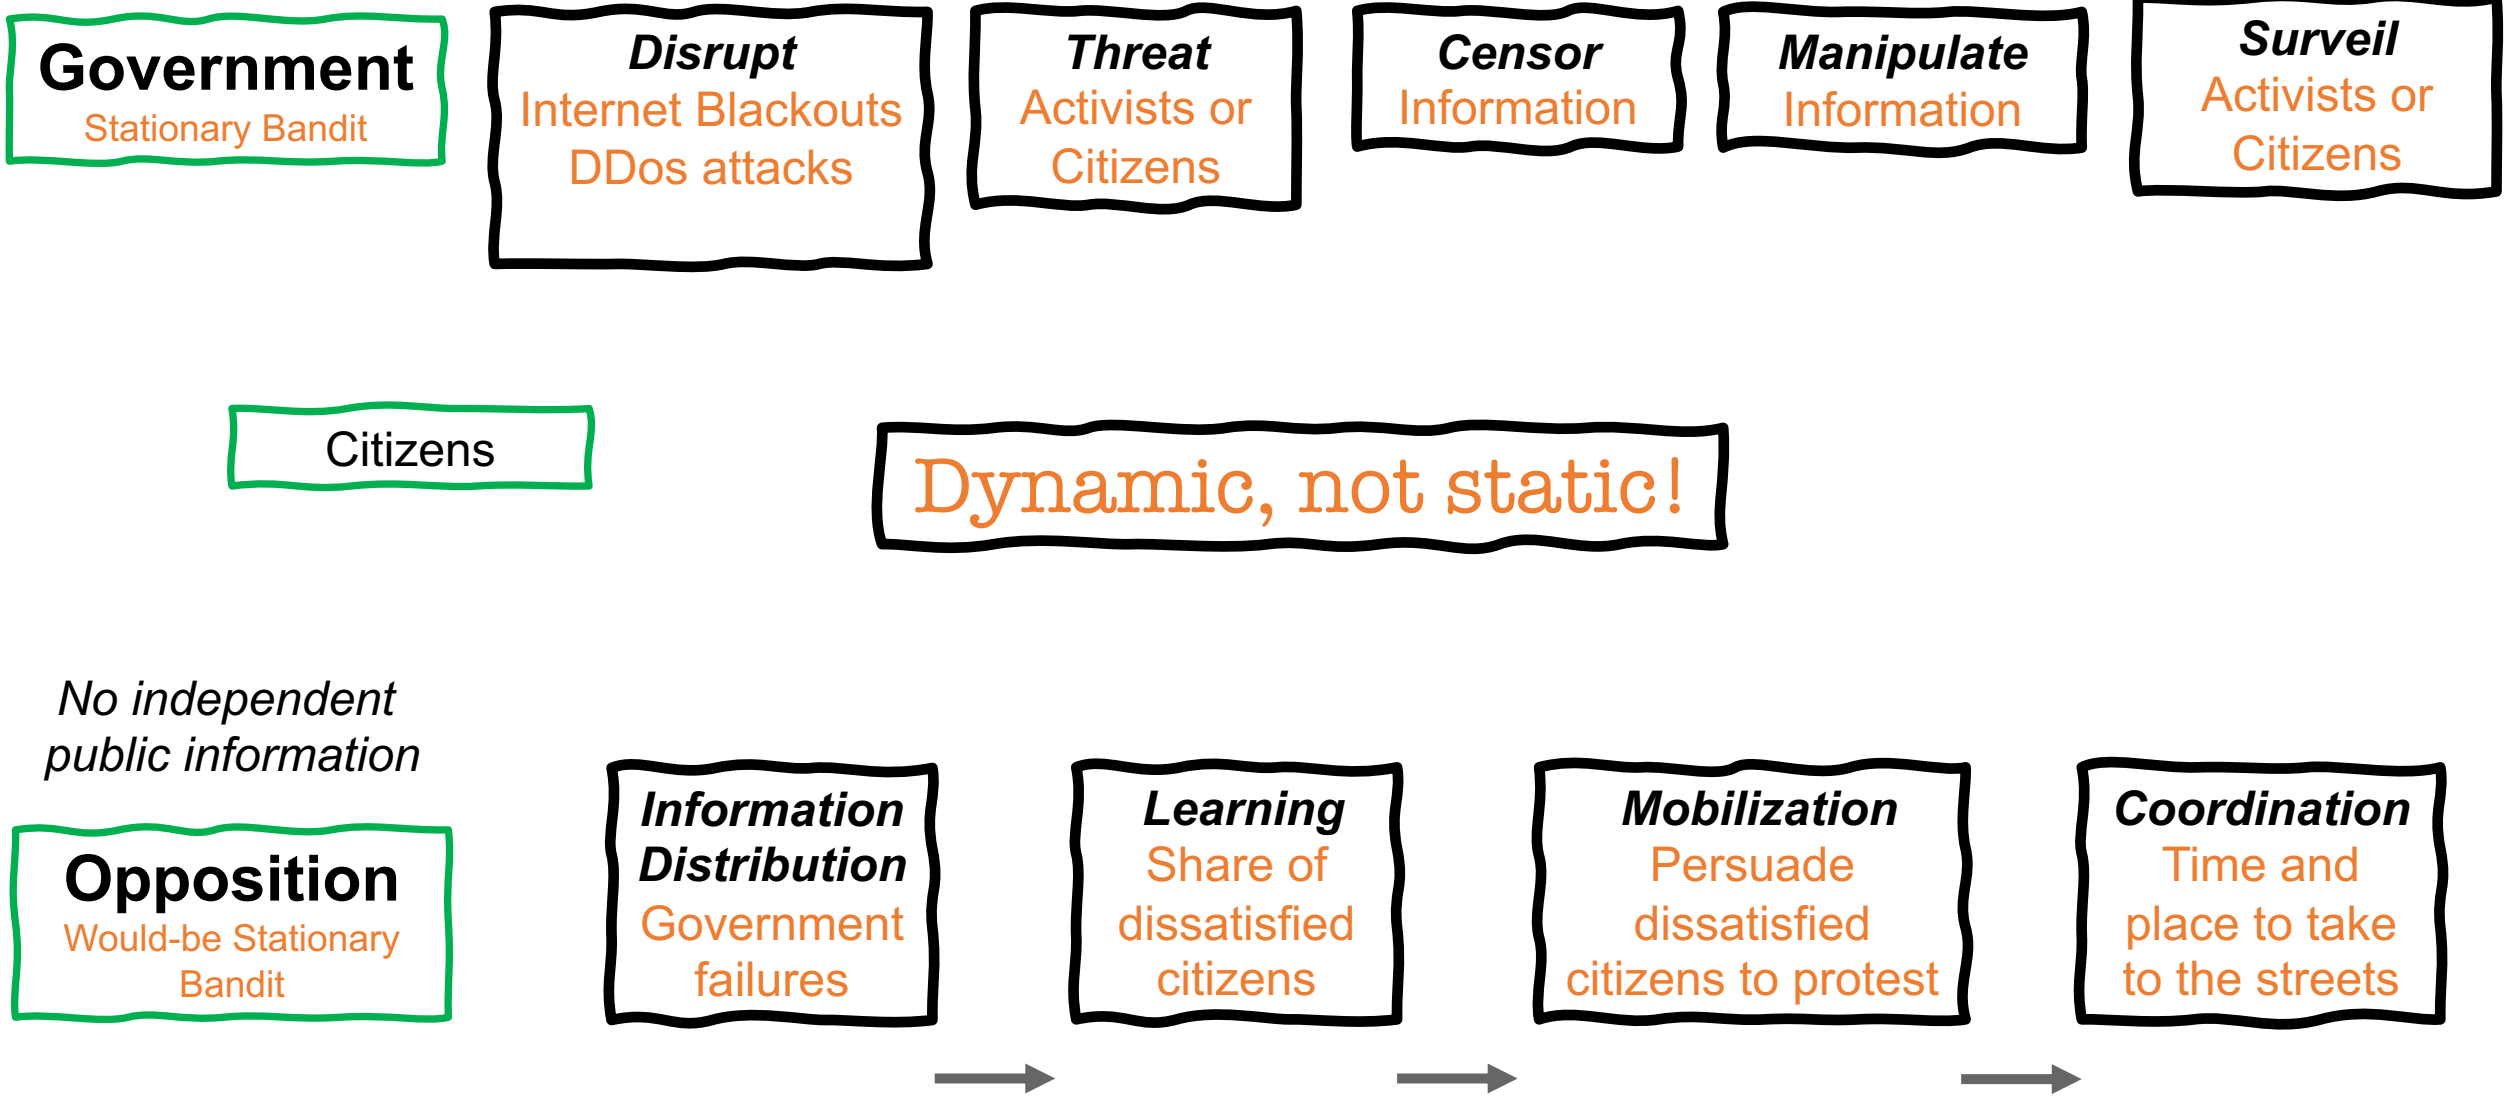 Government
Stationary Bandit
Disrupt
Internet Blackouts
DDos attacks
Threat
Activists or
Citizens
Censor
Information
Manipulate
Information
Surveil
Activists or
Citizens
Citizens
Dynamic, not static!
No independent
public information
Opposition
Would-be Stationary
Bandit
Information
Distribution
Government
failures
Learning
Share of
dissatisfied
citizens
Mobilization
Persuade
dissatisfied
citizens to protest
Coordination
Time and
place to take
to the streets